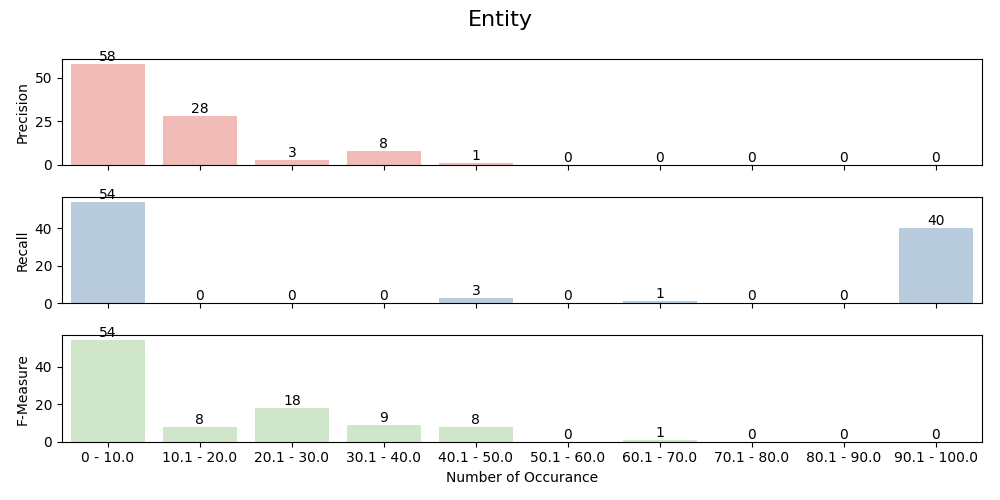 Entity
Precision
50
25
0
58
28
3
8
1
0
0
0
0
0
Recall
40
20
0
54
0
0
0
3
0
1
0
0
40
F-Measure
40
20
0
54
8
18
9
8
0
1
0
0
0
0 - 10.0
10.1 - 20.0
20.1 - 30.0
30.1 - 40.0
40.1 - 50.0
50.1 - 60.0
60.1 - 70.0
70.1 - 80.0
80.1 - 90.0
90.1 - 100.0
Number of Occurance